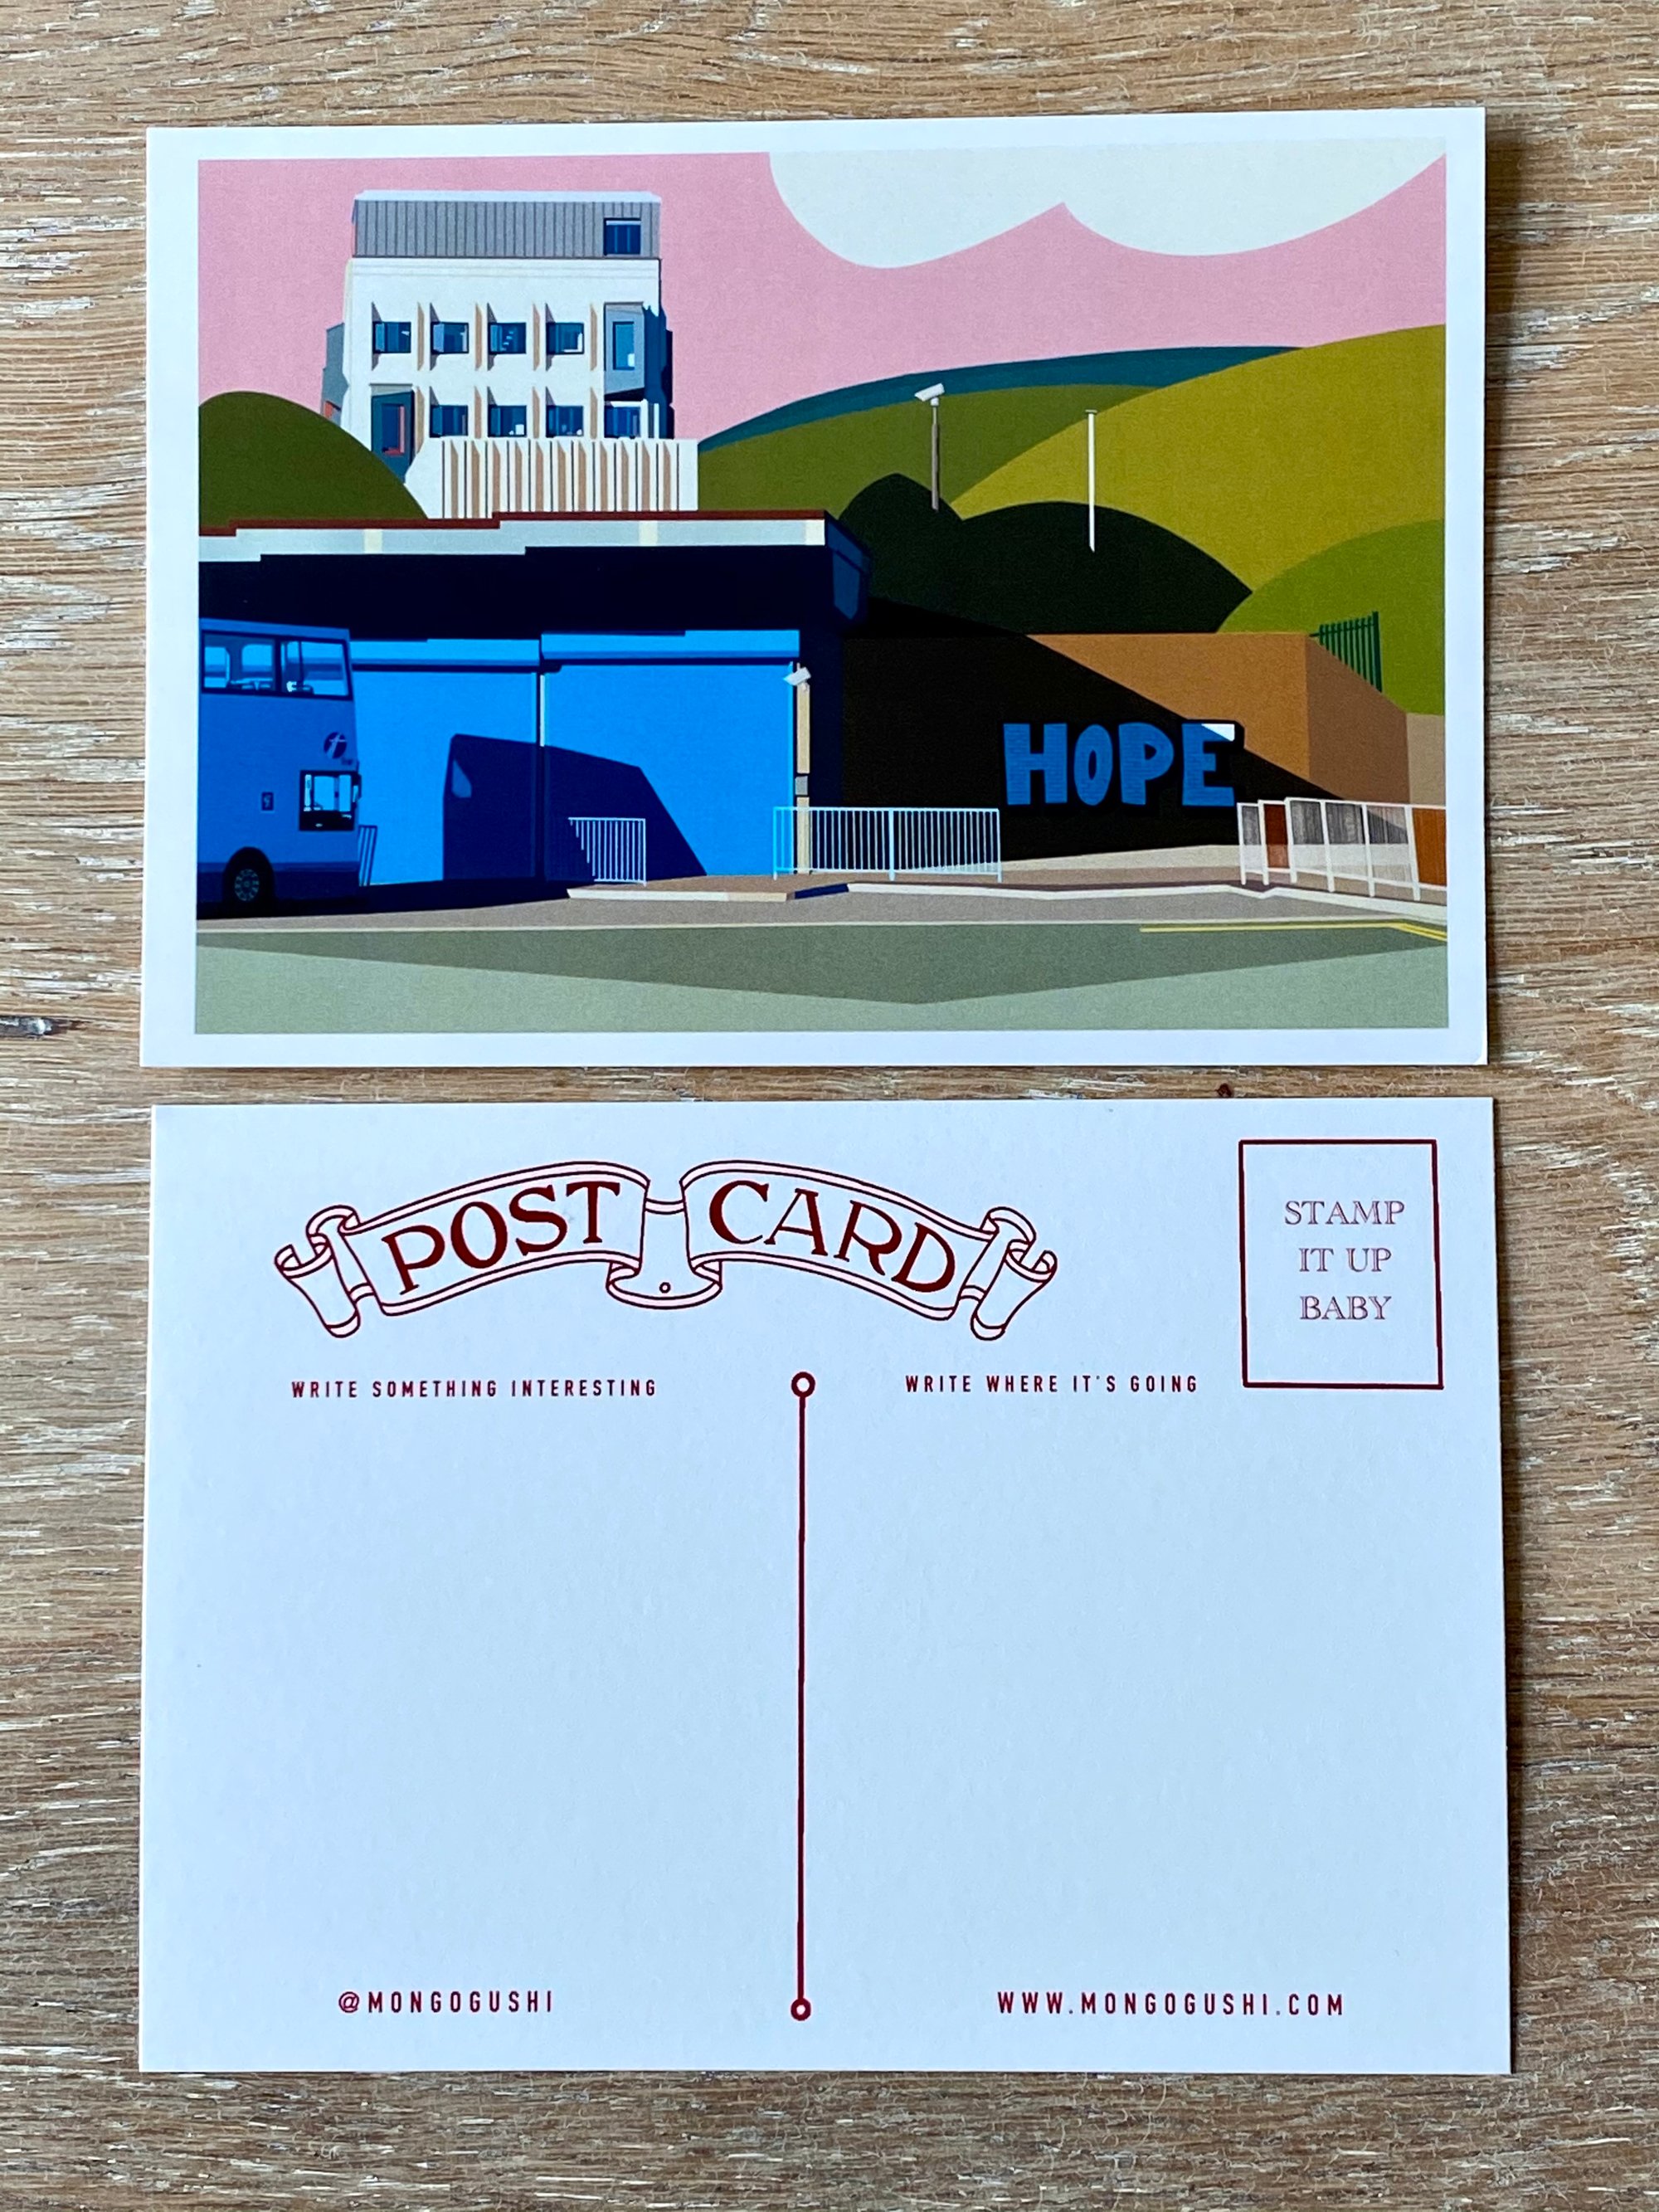 HOPE
POST CARD
STAMP
IT UP
BABY
WRITE SOMETHING INTERESTING
WRITE WHERE IT'S GOING
@MONGOGUSHI
WWW.MONGOGUSHI.COM